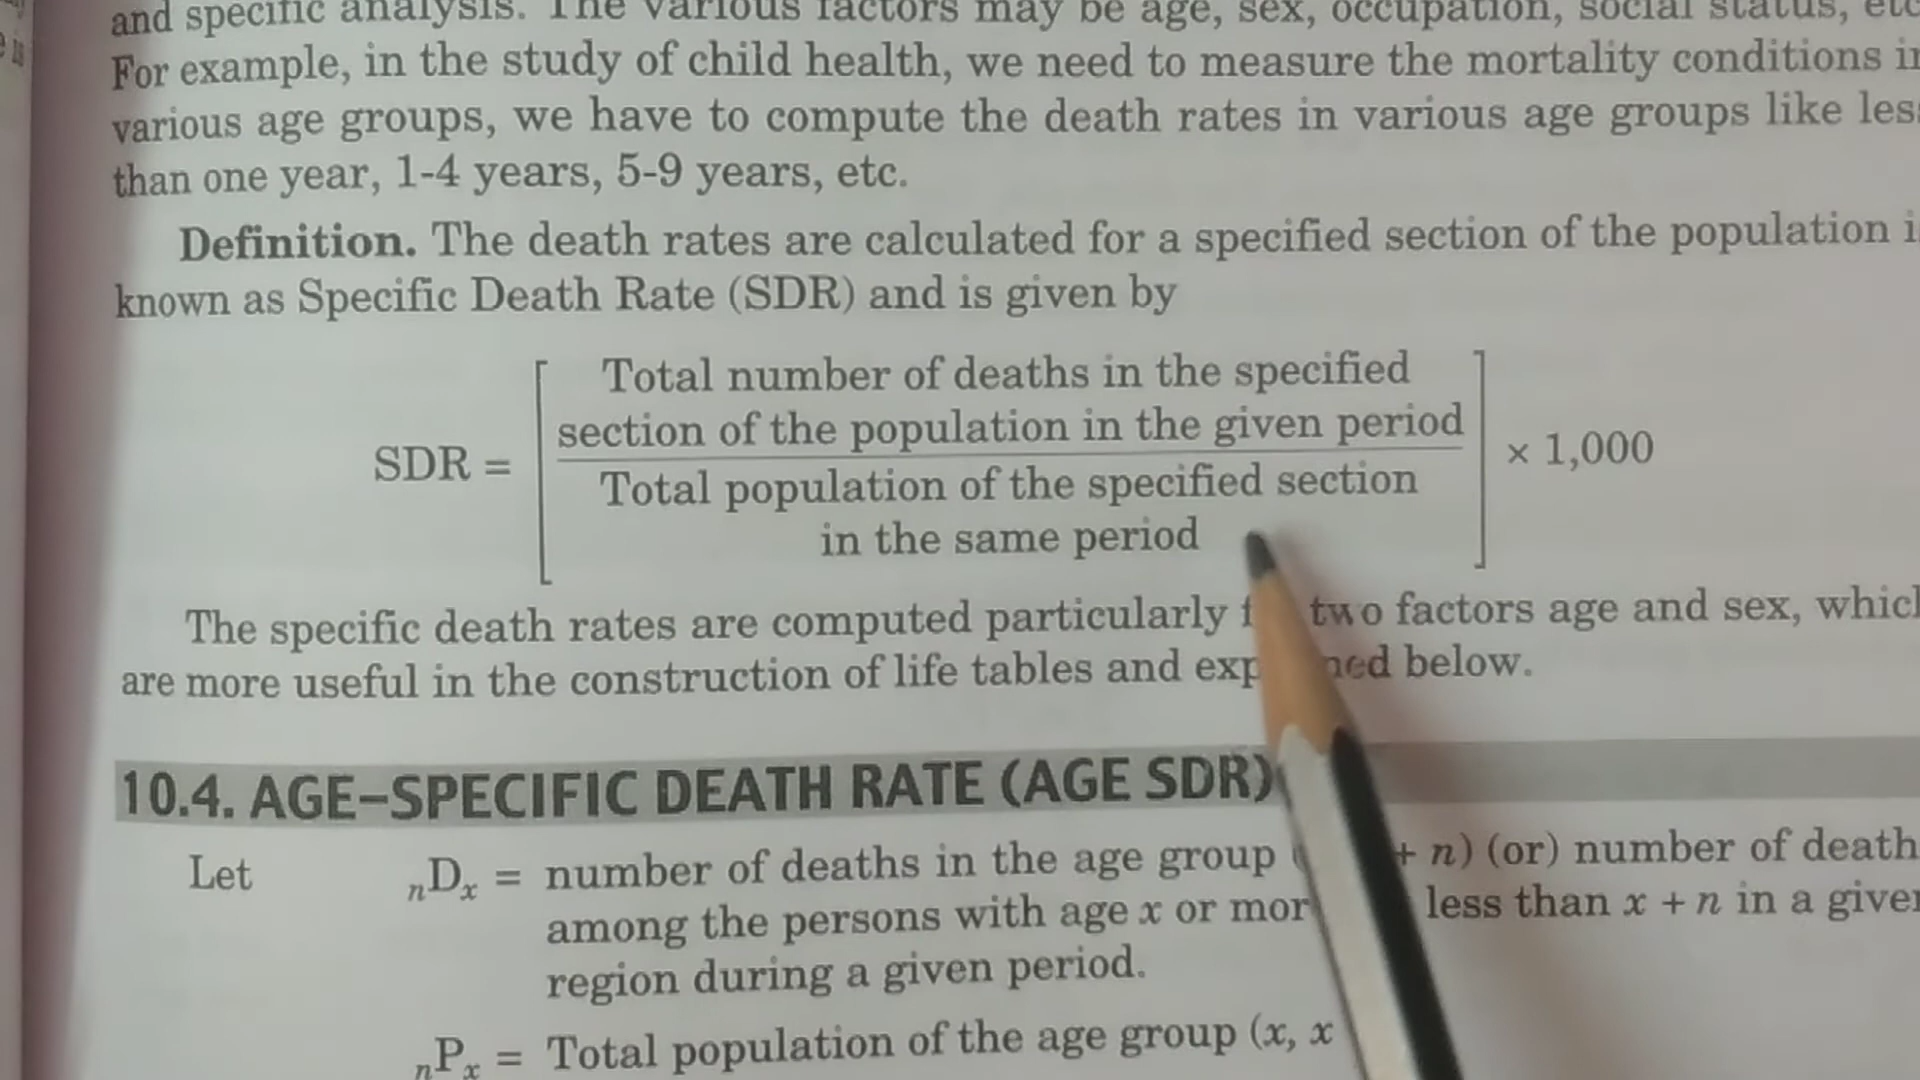 and specific analysis. The various factors may be age, sex, occupation, social status, etc
For example, in the study of child health, we need to measure the mortality conditions
various age groups, we have to compute the death rates in various age groups like
than one year, 1-4 years, 5-9 years, etc.
Definition. The death rates are calculated for a specified section of the population
known as Specific Death Rate (SDR) and is given by
Total number of deaths in the specified
section of the population in the given period
SDR = [ ] × 1,000
Total population of the specified section
in the same period
The specific death rates are computed particularly two factors age and sex,
are more useful in the construction of life tables and below.
10.4. AGE–SPECIFIC DEATH RATE (AGE SDR)
Let nDx = number of deaths in the age group + n) (or) number of death
among the persons with age x or less than x + n in a
region during a given period.
nPx = Total population of the age group (x, x